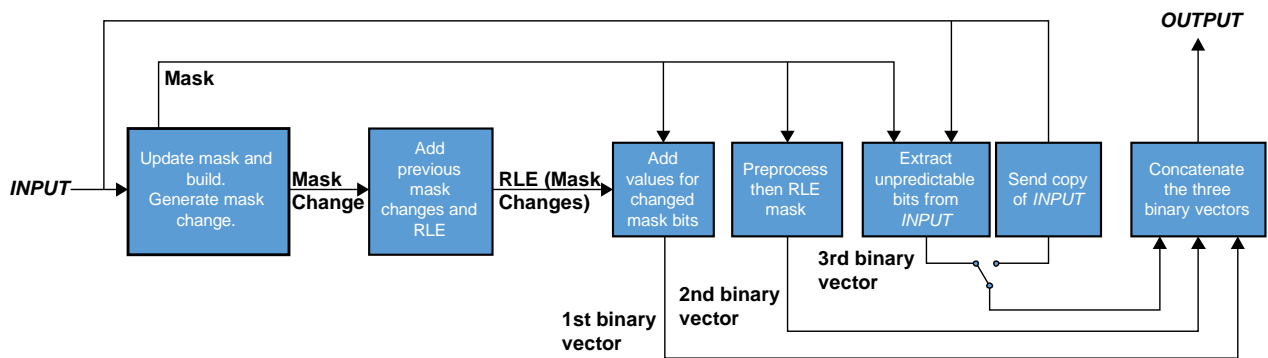 OUTPUT
Mask
INPUT
Update mask and
build.
Generate mask
change.
Mask
Change
Add
previous
mask
changes and
RLE
RLE (Mask
Changes)
Add
values for
changed
mask bits
Preprocess
then RLE
mask
Extract
unpredictable
bits from INPUT
Send copy
of INPUT
Concatenate
the three
binary vectors
3rd binary
vector
2nd binary
vector
1st binary
vector